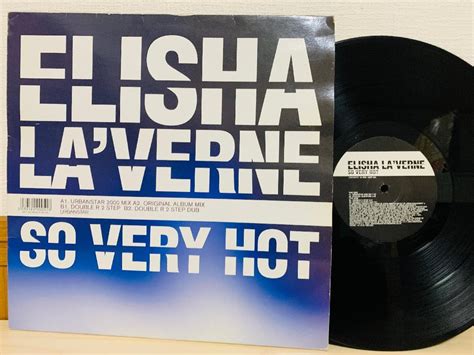 ELISHA
LA'VERNE
A1. URBANSTAR 2000 MIX A2. ORIGINAL ALBUM MIX
B1. DOUBLE R 2 STEP B2. DOUBLE R 2 STEP DUB
URBANSTAR
SO VERY HOT
ELISHA LA'VERNE
SO VERY HOT